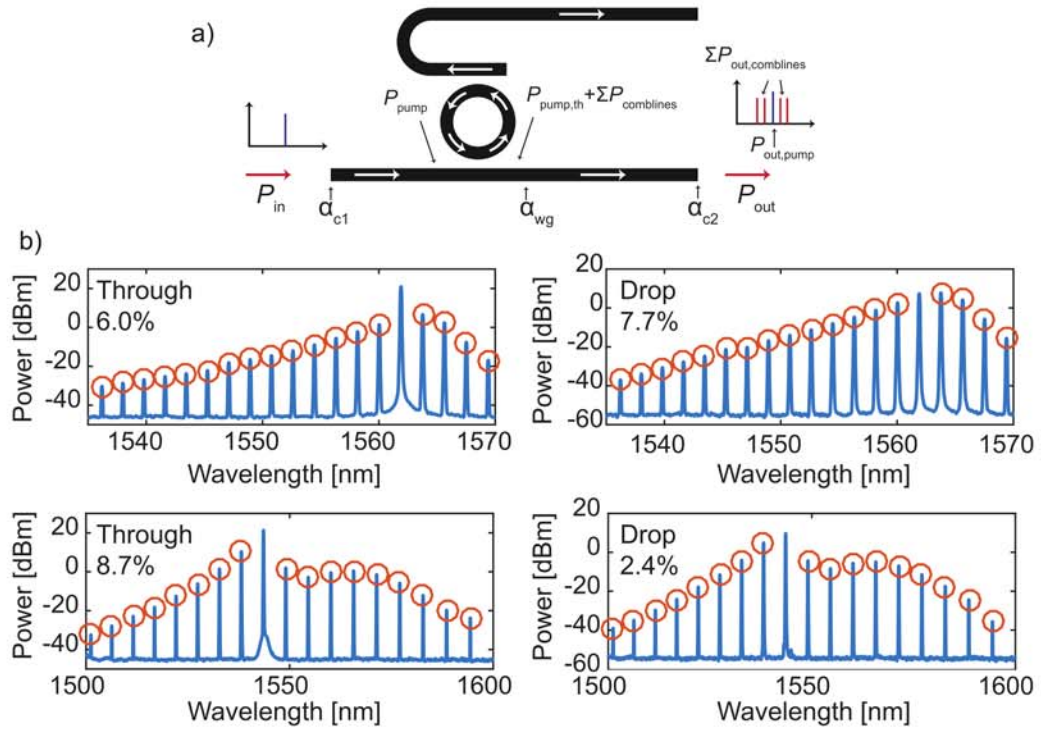 a)
ΣP_out,comblines
P_pump
P_pump,th+ΣP_comblines
P_out,pump
P_in
P_out
α_c1
α_wg
α_c2
b)
Through
6.0%
Power [dBm]
20
0
-20
-40
1540
1550
1560
1570
Wavelength [nm]
Drop
7.7%
Power [dBm]
20
0
-20
-40
-60
1540
1550
1560
1570
Wavelength [nm]
Through
8.7%
Power [dBm]
20
0
-20
-40
1500
1550
1600
Wavelength [nm]
Drop
2.4%
Power [dBm]
20
0
-20
-40
-60
1500
1550
1600
Wavelength [nm]